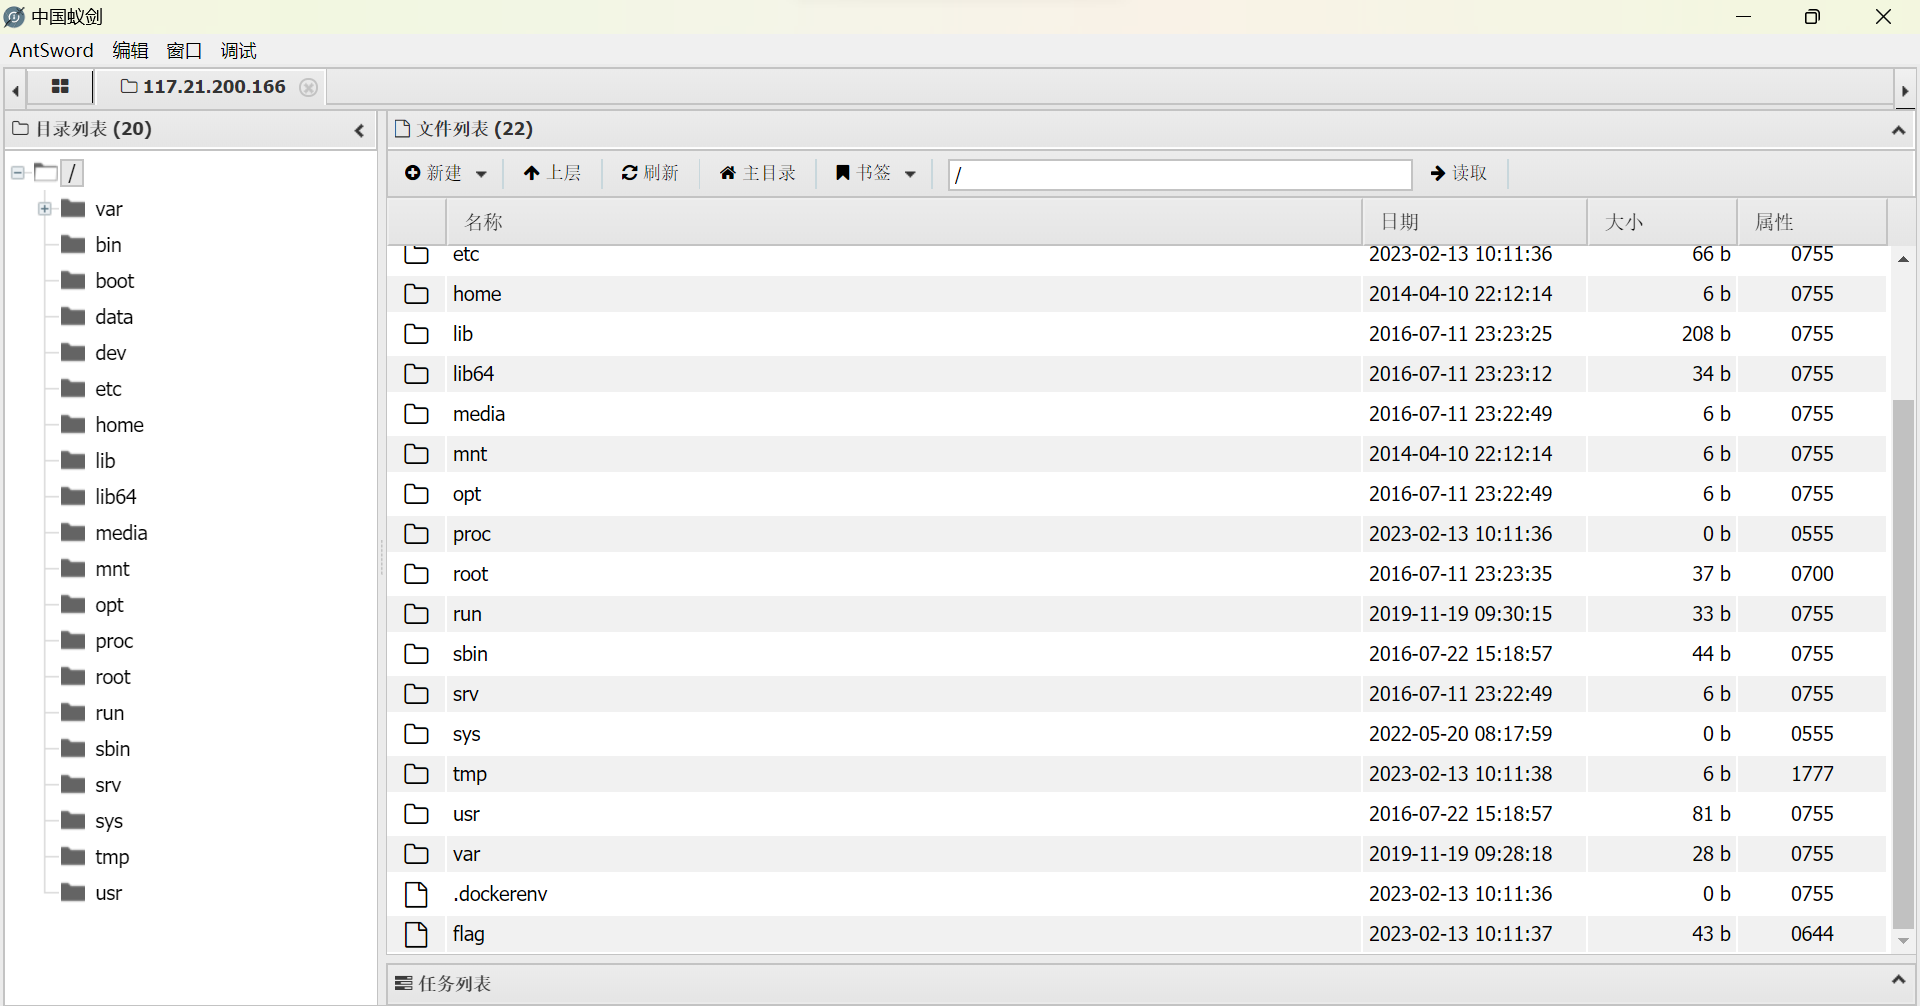 中国蚁剑
AntSword 编辑 窗口 调试
117.21.200.166
目录列表 (20)
/
var
bin
boot
data
dev
etc
home
lib
lib64
media
mnt
opt
proc
root
run
sbin
srv
sys
tmp
usr
文件列表 (22)
新建 上层 刷新 主目录 书签 / 读取
名称 日期 大小 属性
etc 2023-02-13 10:11:36 66 b 0755
home 2014-04-10 22:12:14 6 b 0755
lib 2016-07-11 23:23:25 208 b 0755
lib64 2016-07-11 23:23:12 34 b 0755
media 2016-07-11 23:22:49 6 b 0755
mnt 2014-04-10 22:12:14 6 b 0755
opt 2016-07-11 23:22:49 6 b 0755
proc 2023-02-13 10:11:36 0 b 0555
root 2016-07-11 23:23:35 37 b 0700
run 2019-11-19 09:30:15 33 b 0755
sbin 2016-07-22 15:18:57 44 b 0755
srv 2016-07-11 23:22:49 6 b 0755
sys 2022-05-20 08:17:59 0 b 0555
tmp 2023-02-13 10:11:38 6 b 1777
usr 2016-07-22 15:18:57 81 b 0755
var 2019-11-19 09:28:18 28 b 0755
.dockerenv 2023-02-13 10:11:36 0 b 0755
flag 2023-02-13 10:11:37 43 b 0644
任务列表